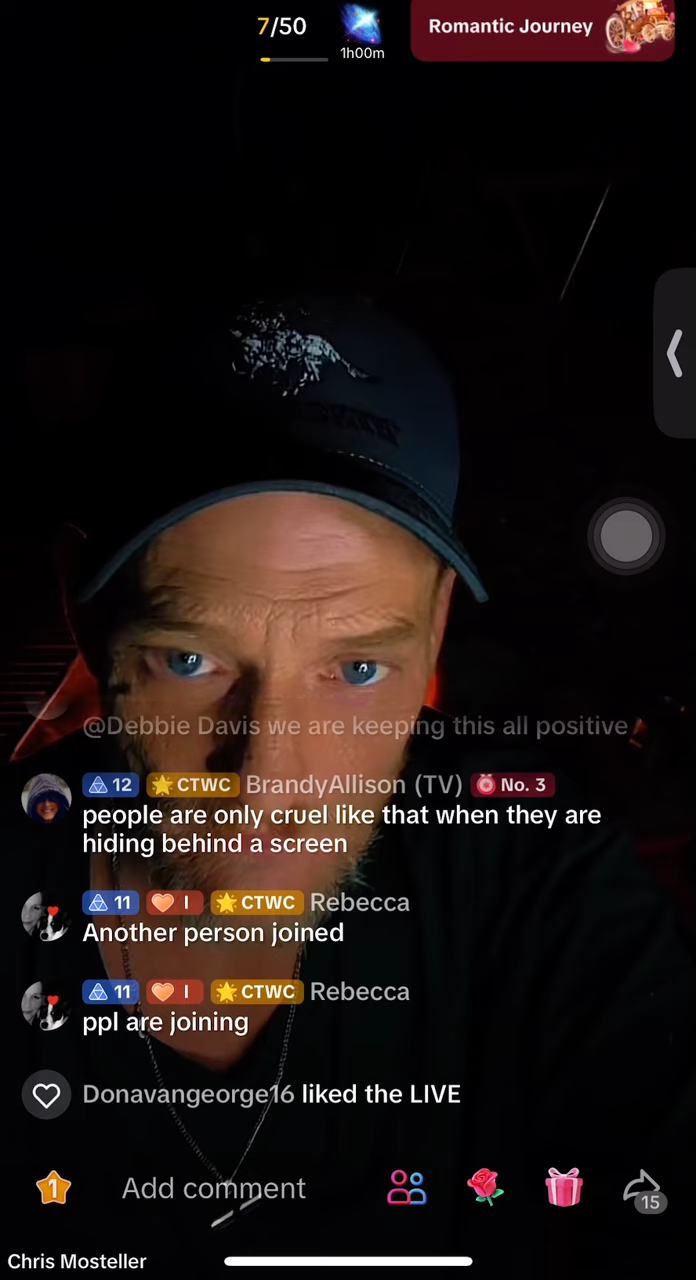 7/50
1h00m
Romantic Journey
@Debbie Davis we are keeping this all positive
12 CTWC BrandyAllison (TV) No. 3
people are only cruel like that when they are
hiding behind a screen
11 I CTWC Rebecca
Another person joined
11 I CTWC Rebecca
ppl are joining
Donavangeorge16 liked the LIVE
1 Add comment 15
Chris Mosteller